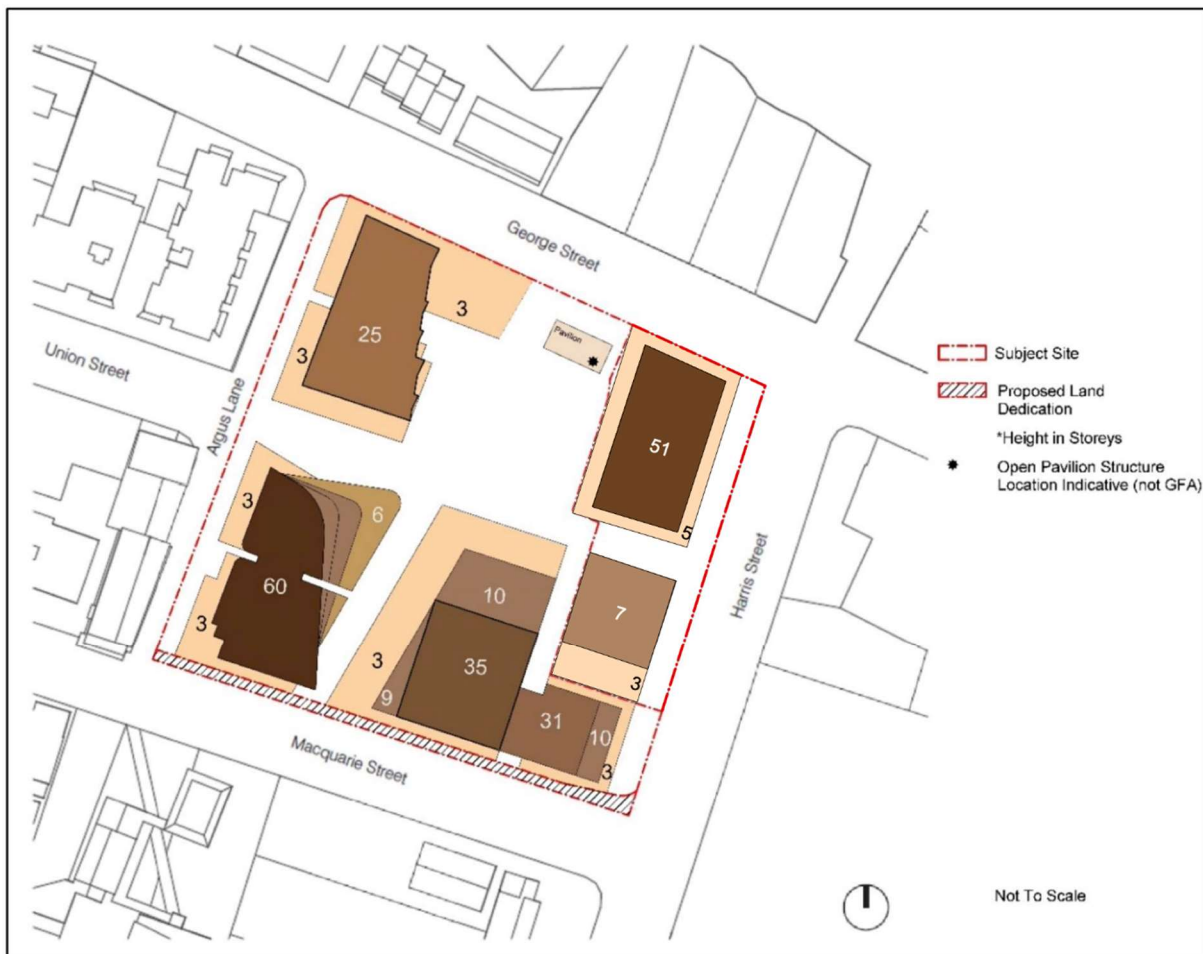 George Street
Pavilion
3
25
3
Union Street
Argus Lane
51
5
3
6
60
3
10
7
3
35
3
9
31
10
3
Harris Street
Macquarie Street
Subject Site
Proposed Land
Dedication
*Height in Storeys
Open Pavilion Structure
Location Indicative (not GFA)
Not To Scale